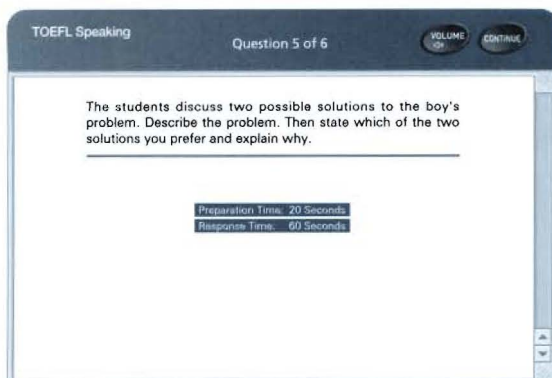 TOEFL Speaking
Question 5 of 6
VOLUME
CONTINUE
The students discuss two possible solutions to the boy's
problem. Describe the problem. Then state which of the two
solutions you prefer and explain why.
Preparation Time: 20 Seconds
Response Time: 60 Seconds